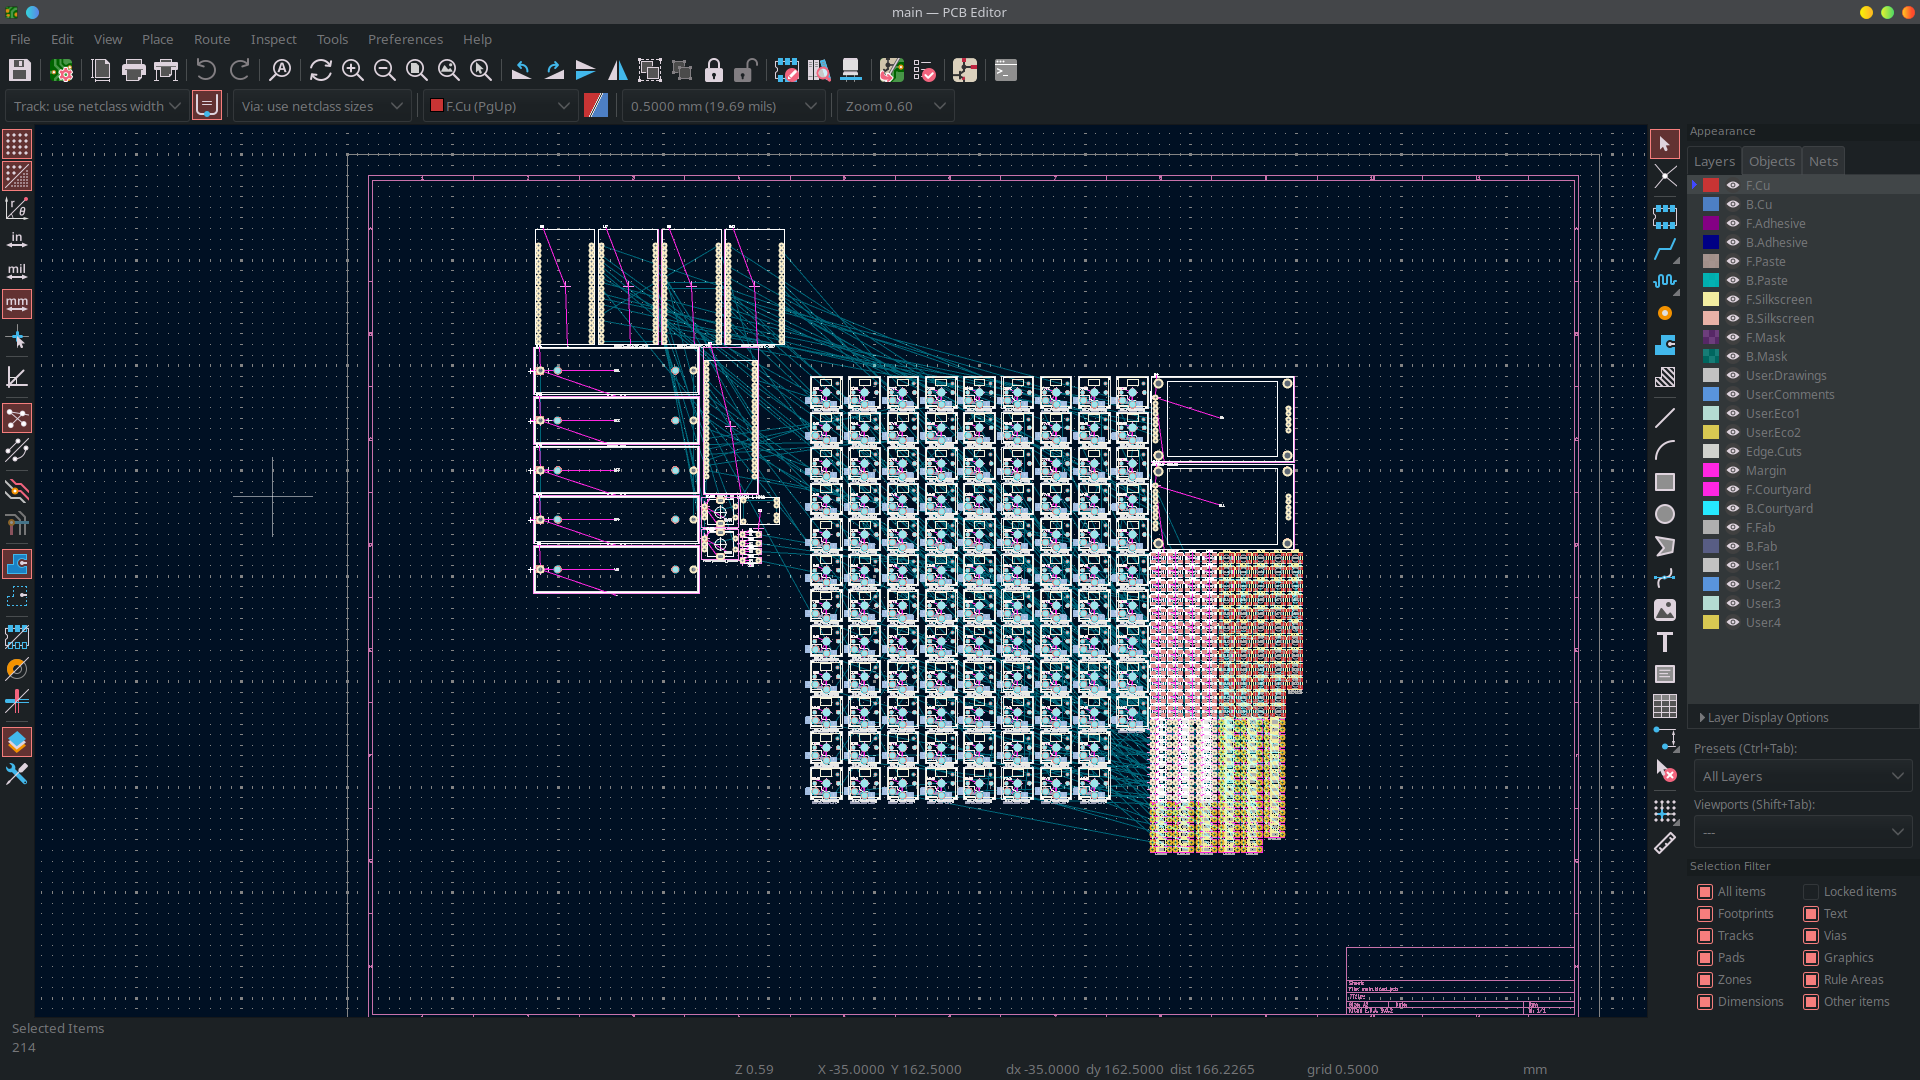 main — PCB Editor
File Edit View Place Route Inspect Tools Preferences Help
Track: use netclass width
Via: use netclass sizes
F.Cu (PgUp)
0.5000 mm (19.69 mils)
Zoom 0.60
in
mil
mm
Appearance
Layers Objects Nets
F.Cu
B.Cu
F.Adhesive
B.Adhesive
F.Paste
B.Paste
F.Silkscreen
B.Silkscreen
F.Mask
B.Mask
User.Drawings
User.Comments
User.Eco1
User.Eco2
Edge.Cuts
Margin
F.Courtyard
B.Courtyard
F.Fab
B.Fab
User.1
User.2
User.3
User.4
Layer Display Options
Presets (Ctrl+Tab):
All Layers
Viewports (Shift+Tab):
---
Selection Filter
All items Locked items
Footprints Text
Tracks Vias
Pads Graphics
Zones Rule Areas
Dimensions Other items
Selected Items
214
Z 0.59 X -35.0000 Y 162.5000 dx -35.0000 dy 162.5000 dist 166.2265 grid 0.5000 mm